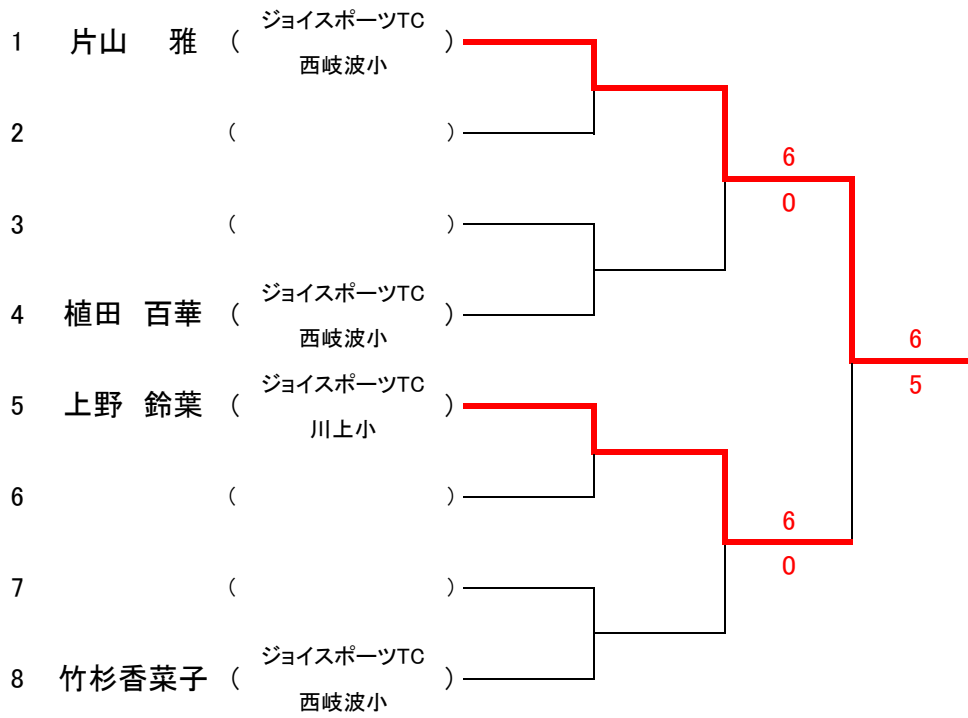 ジョイスポーツTC
1 片山 雅 ( )
西岐波小
2 ( )
6
0
3 ( )
ジョイスポーツTC
4 植田 百華 ( )
西岐波小
6
5
ジョイスポーツTC
5 上野 鈴葉 ( )
川上小
6 ( )
6
0
7 ( )
ジョイスポーツTC
8 竹杉香菜子 ( )
西岐波小